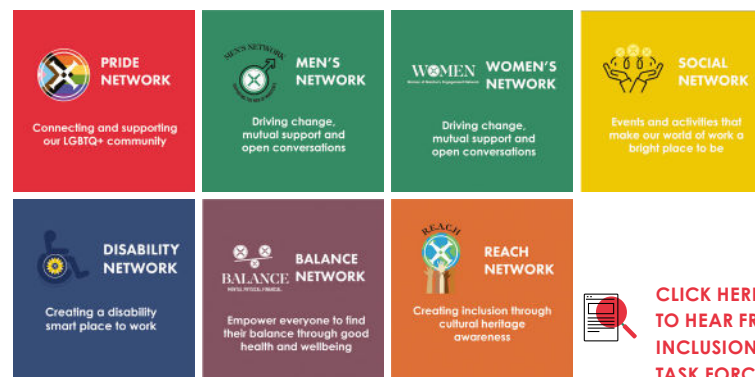 PRIDE
NETWORK
Connecting and supporting
our LGBTQ+ community
MEN'S NETWORK
MEN'S
NETWORK
Driving change,
mutual support and
open conversations
WOMEN
WOMEN'S
NETWORK
Driving change,
mutual support and
open conversations
SOCIAL
NETWORK
Events and activities that
make our world of work a
bright place to be
DISABILITY
NETWORK
Creating a disability
smart place to work
BALANCE
BALANCE
NETWORK
Empower everyone to find
their balance through good
health and wellbeing
REACH
REACH
NETWORK
Creating inclusion through
cultural heritage
awareness
CLICK HERE
TO HEAR FR
INCLUSION
TASK FORC